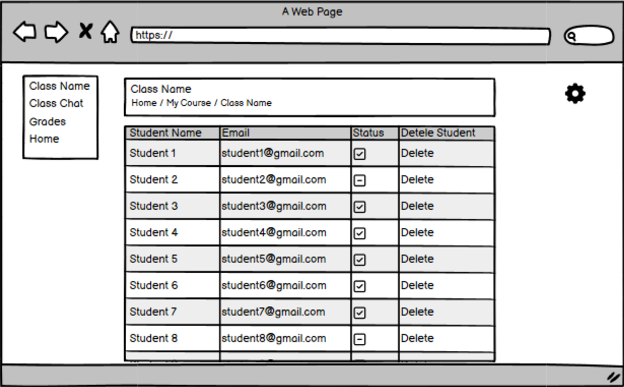 A Web Page
https://
Class Name
Class Chat
Grades
Home
Class Name
Home / My Course / Class Name
Student Name Email Status Detele Student
Student 1 student1@gmail.com Delete
Student 2 student2@gmail.com Delete
Student 3 student3@gmail.com Delete
Student 4 student4@gmail.com Delete
Student 5 student5@gmail.com Delete
Student 6 student6@gmail.com Delete
Student 7 student7@gmail.com Delete
Student 8 student8@gmail.com Delete